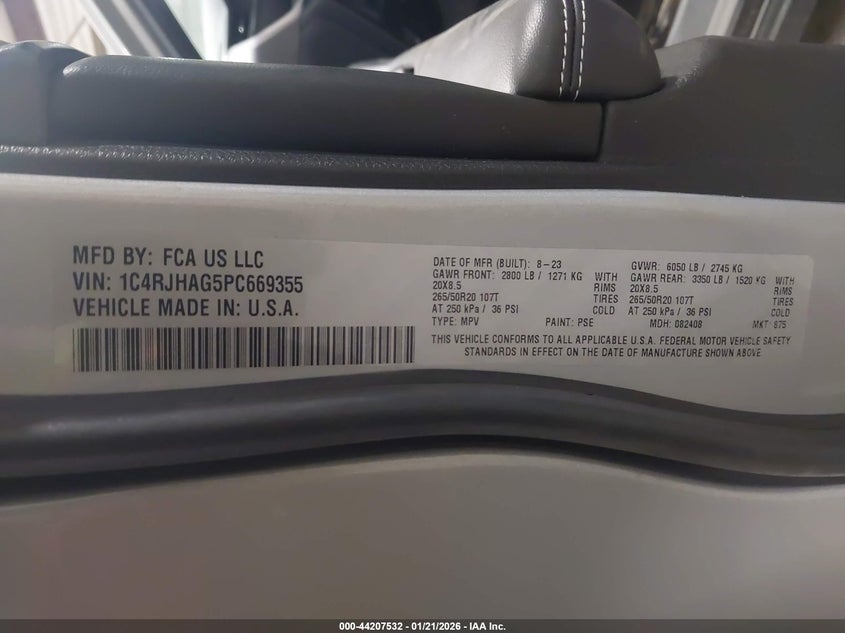 MFD BY: FCA US LLC
VIN: 1C4RJHAG5PC669355
VEHICLE MADE IN: U.S.A.
DATE OF MFR (BUILT): 8-23 GVWR: 6050 LB / 2745 KG
GAWR FRONT: 2800 LB / 1271 KG WITH GAWR REAR: 3350 LB / 1520 KG WITH
20X8.5 RIMS 20X8.5 RIMS
265/50R20 107T TIRES 265/50R20 107T TIRES
AT 250 kPa / 36 PSI COLD AT 250 kPa / 36 PSI COLD
TYPE: MPV PAINT: PSE MDH: 082408 MKT: S75
THIS VEHICLE CONFORMS TO ALL APPLICABLE U.S.A. FEDERAL MOTOR VEHICLE SAFETY
STANDARDS IN EFFECT ON THE DATE OF MANUFACTURE SHOWN ABOVE.
000-44207532 — 01/21/2026 — IAA Inc.